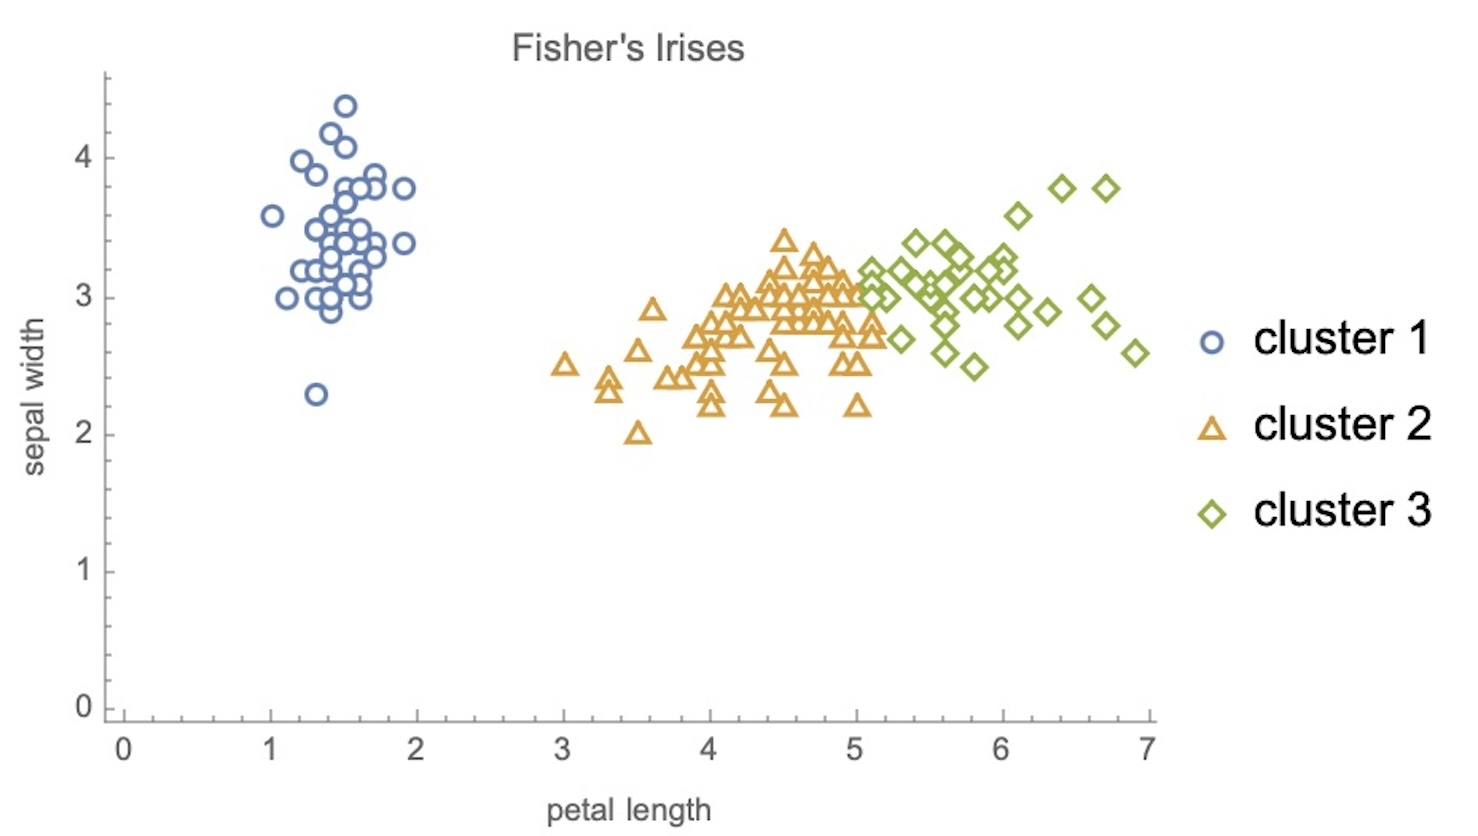 Fisher's Irises
4
3
2
1
0
sepal width
0 1 2 3 4 5 6 7
petal length
cluster 1
cluster 2
cluster 3